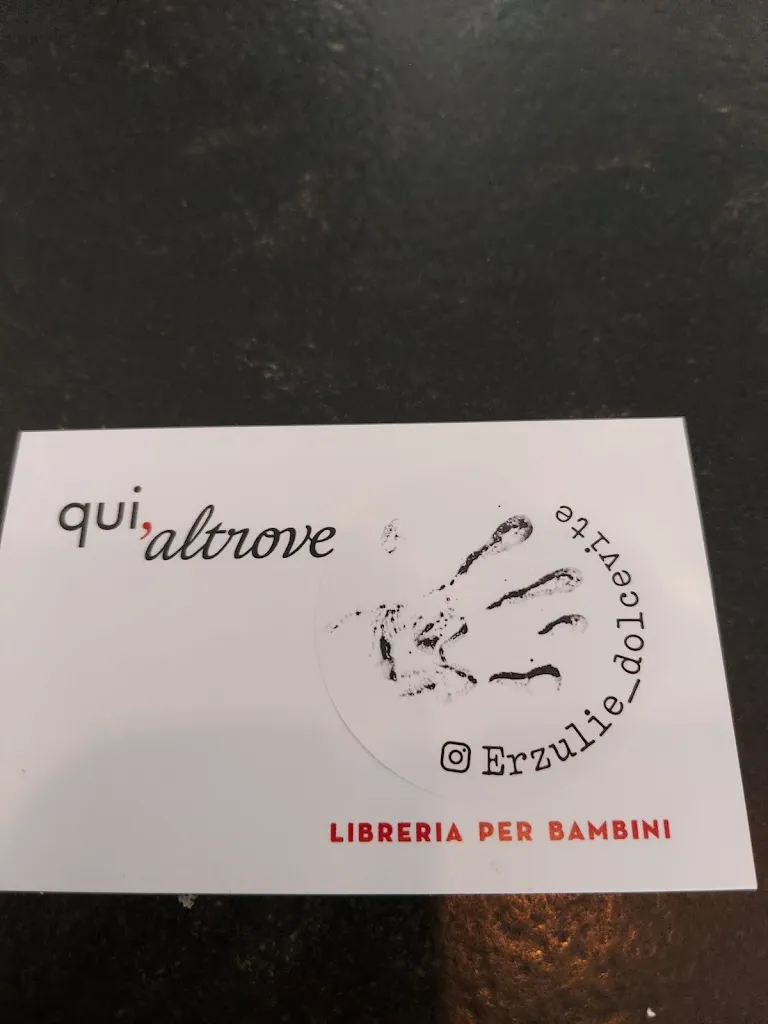 qui, altrove
Erzulie_dolcevite
LIBRERIA PER BAMBINI